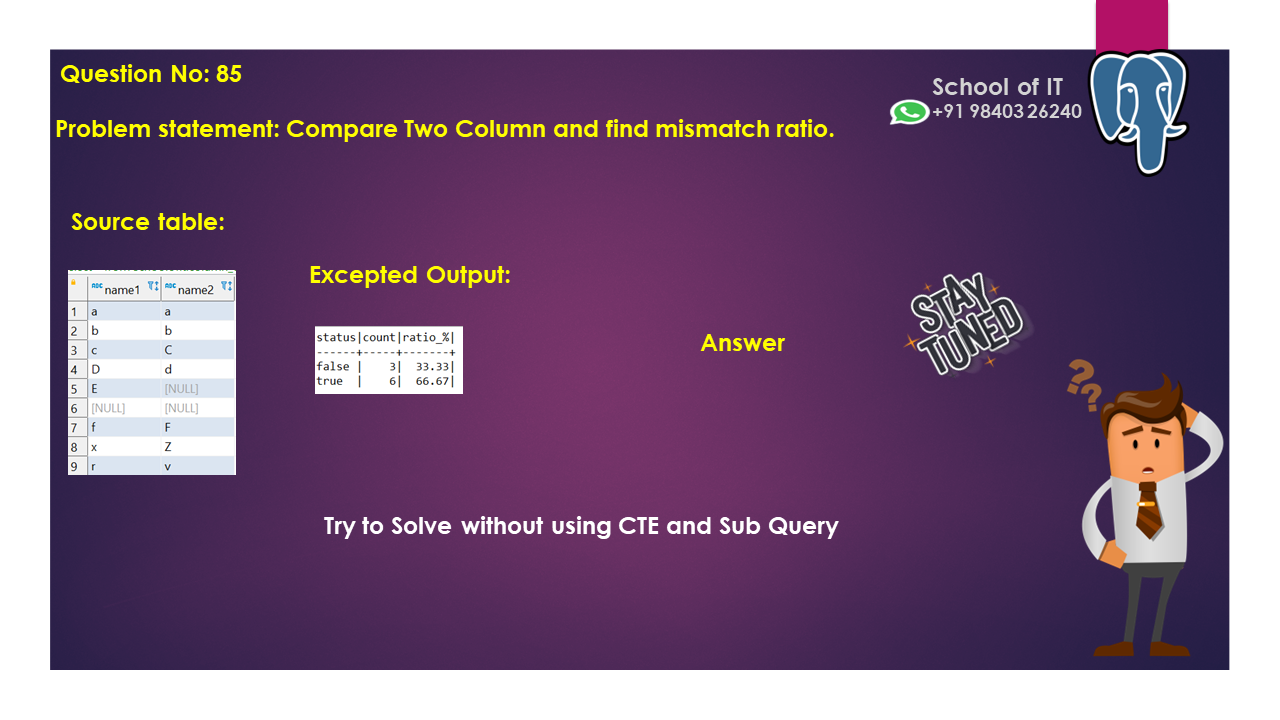 Question No: 85
School of IT
+91 98403 26240
Problem statement: Compare Two Column and find mismatch ratio.
Source table:
Excepted Output:
ABC name1 ABC name2
1 a a
2 b b
3 c C
4 D d
5 E [NULL]
6 [NULL] [NULL]
7 f F
8 x Z
9 r v
status|count|ratio_%|
------+-----+-------+
false | 3| 33.33|
true | 6| 66.67|
Answer
STAY
TUNED
? ?
Try to Solve without using CTE and Sub Query